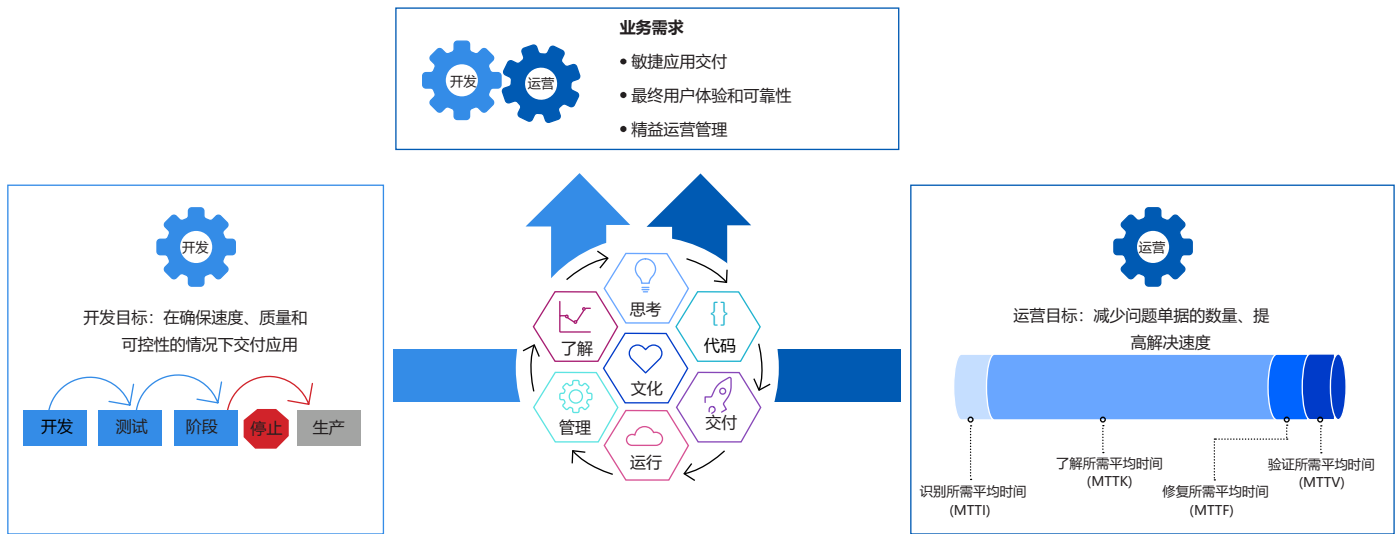 业务需求
开发
运营
• 敏捷应用交付
• 最终用户体验和可靠性
• 精益运营管理
开发
开发目标：在确保速度、质量和
可控性的情况下交付应用
开发
测试
阶段
停止
生产
思考
了解
代码
文化
管理
交付
运行
运营
运营目标：减少问题单据的数量、提
高解决速度
了解所需平均时间
(MTTK)
验证所需平均时间
(MTTV)
识别所需平均时间
(MTTI)
修复所需平均时间
(MTTF)